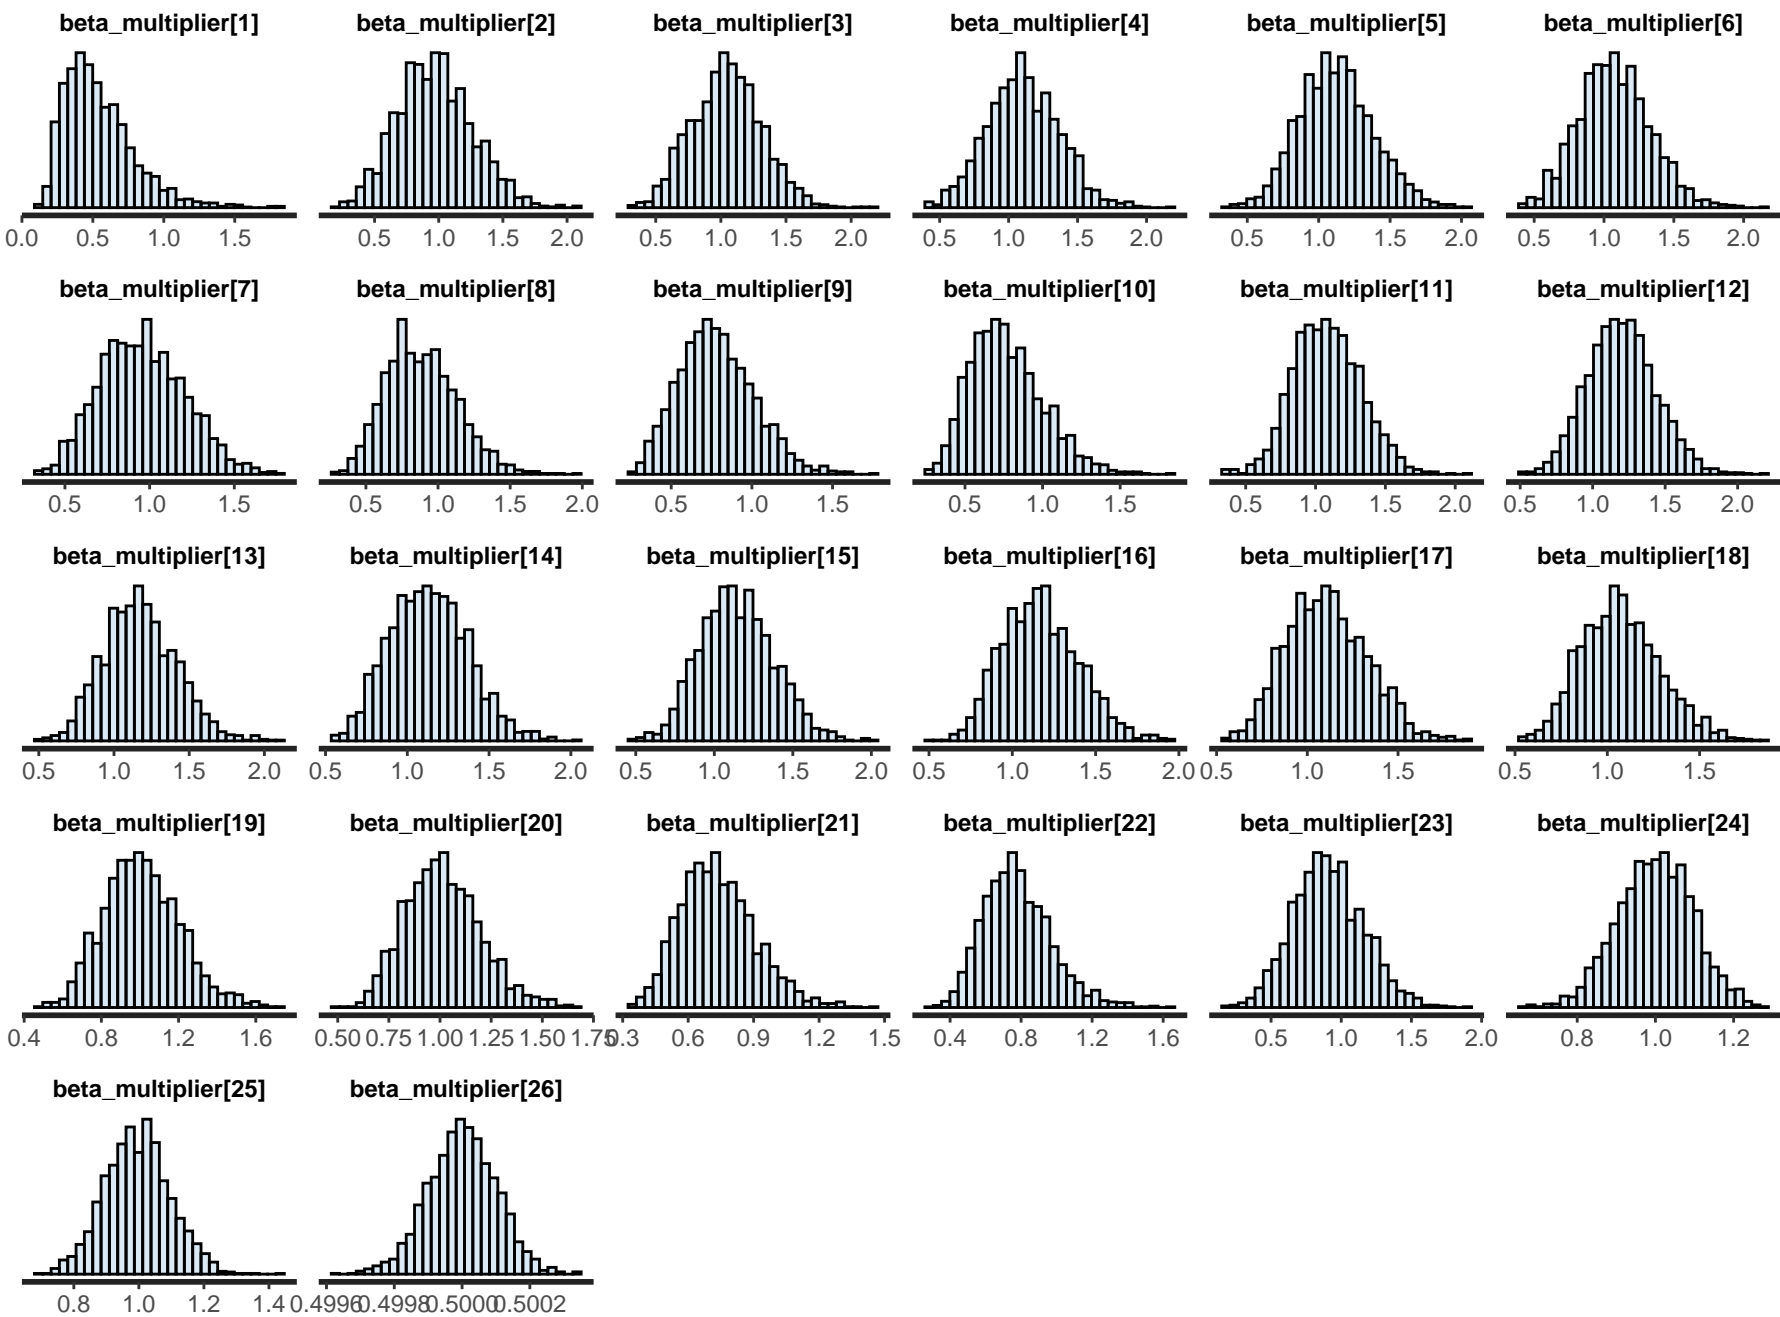 beta_multiplier[1] beta_multiplier[2] beta_multiplier[3] beta_multiplier[4] beta_multiplier[5] beta_multiplier[6]
0.0 0.5 1.0 1.5 0.5 1.0 1.5 2.0 0.5 1.0 1.5 2.0 0.5 1.0 1.5 2.0 0.5 1.0 1.5 2.0 0.5 1.0 1.5 2.0
beta_multiplier[7] beta_multiplier[8] beta_multiplier[9] beta_multiplier[10] beta_multiplier[11] beta_multiplier[12]
0.5 1.0 1.5 0.5 1.0 1.5 2.0 0.5 1.0 1.5 0.5 1.0 1.5 0.5 1.0 1.5 2.0 0.5 1.0 1.5 2.0
beta_multiplier[13] beta_multiplier[14] beta_multiplier[15] beta_multiplier[16] beta_multiplier[17] beta_multiplier[18]
0.5 1.0 1.5 2.0 0.5 1.0 1.5 2.0 0.5 1.0 1.5 2.0 0.5 1.0 1.5 2.0 0.5 1.0 1.5 0.5 1.0 1.5
beta_multiplier[19] beta_multiplier[20] beta_multiplier[21] beta_multiplier[22] beta_multiplier[23] beta_multiplier[24]
0.4 0.8 1.2 1.6 0.50 0.75 1.00 1.25 1.50 1.75 0.3 0.6 0.9 1.2 1.5 0.4 0.8 1.2 1.6 0.5 1.0 1.5 2.0 0.8 1.0 1.2
beta_multiplier[25] beta_multiplier[26]
0.8 1.0 1.2 1.4 0.4996 0.4998 0.5000 0.5002